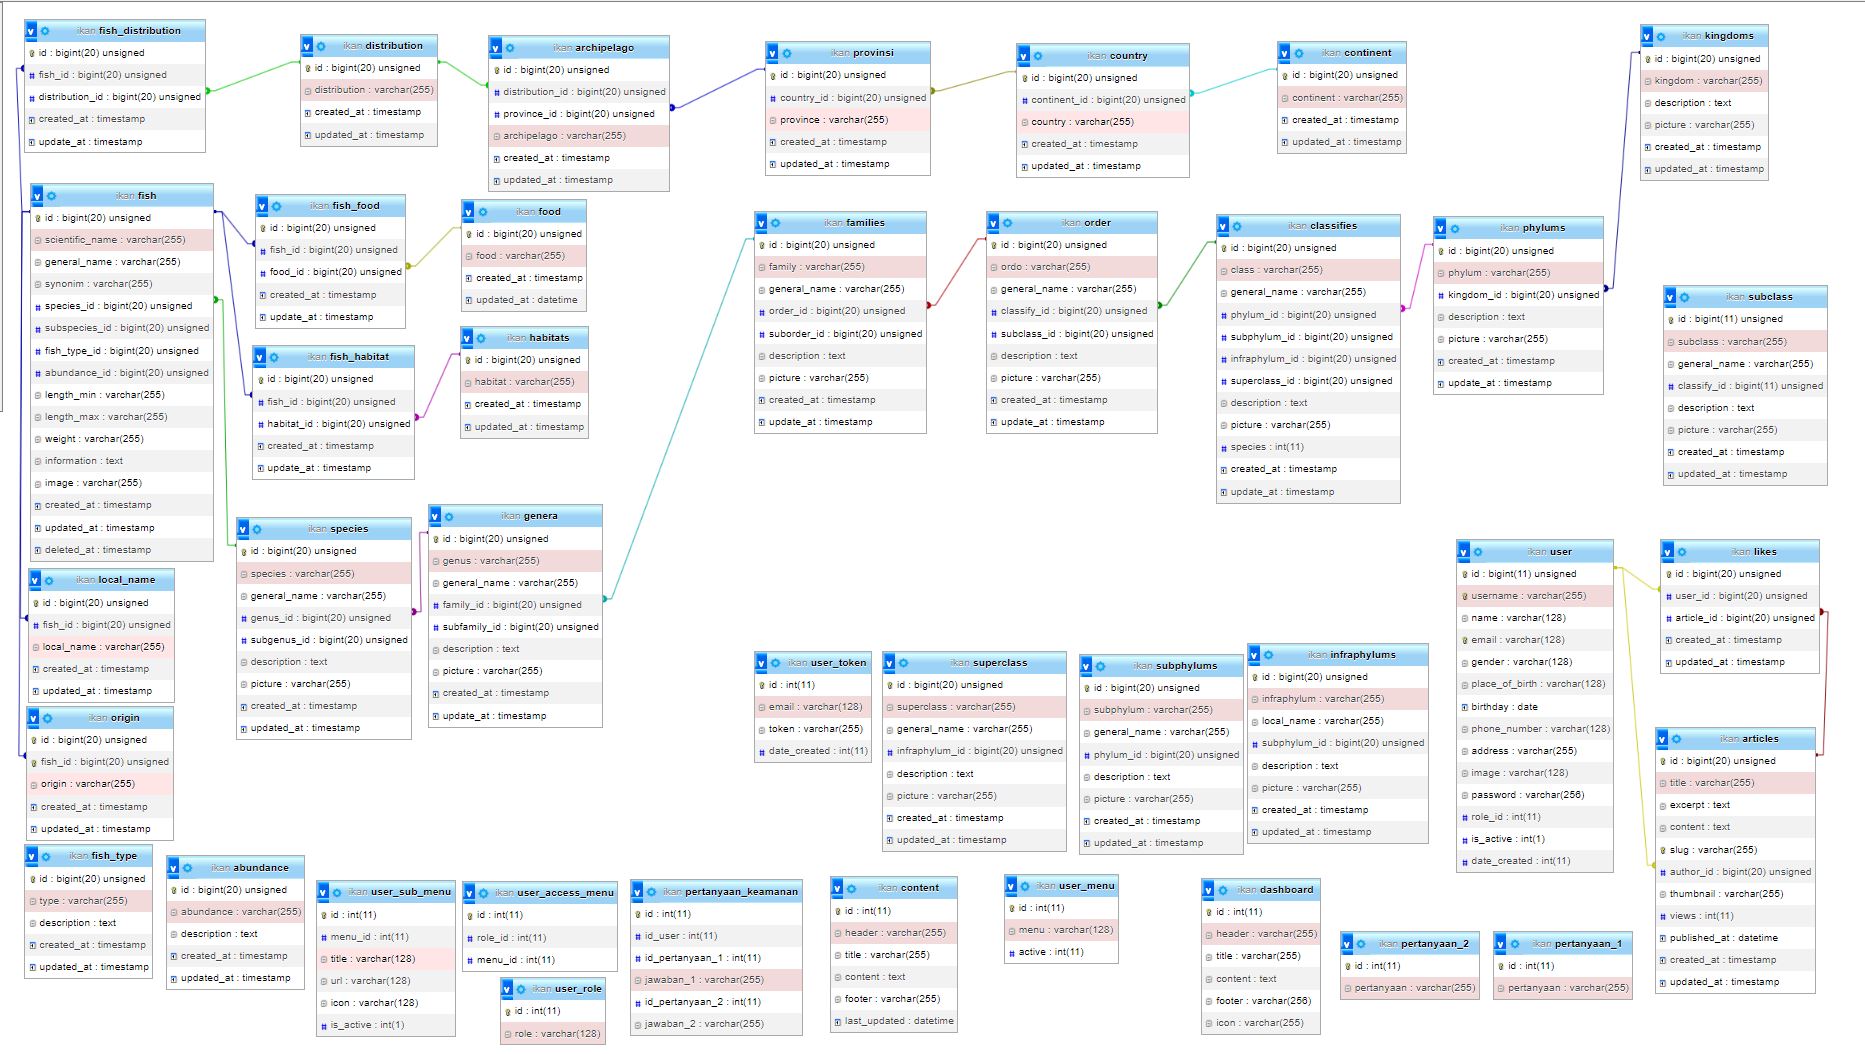 ikan fish_distribution
id : bigint(20) unsigned
fish_id : bigint(20) unsigned
distribution_id : bigint(20) unsigned
created_at : timestamp
update_at : timestamp
ikan distribution
id : bigint(20) unsigned
distribution : varchar(255)
created_at : timestamp
updated_at : timestamp
ikan archipelago
id : bigint(20) unsigned
distribution_id : bigint(20) unsigned
province_id : bigint(20) unsigned
archipelago : varchar(255)
created_at : timestamp
updated_at : timestamp
ikan provinsi
id : bigint(20) unsigned
country_id : bigint(20) unsigned
province : varchar(255)
created_at : timestamp
updated_at : timestamp
ikan country
id : bigint(20) unsigned
continent_id : bigint(20) unsigned
country : varchar(255)
created_at : timestamp
updated_at : timestamp
ikan continent
id : bigint(20) unsigned
continent : varchar(255)
created_at : timestamp
updated_at : timestamp
ikan kingdoms
id : bigint(20) unsigned
kingdom : varchar(255)
description : text
picture : varchar(255)
created_at : timestamp
updated_at : timestamp
ikan fish
id : bigint(20) unsigned
scientific_name : varchar(255)
general_name : varchar(255)
synonim : varchar(255)
species_id : bigint(20) unsigned
subspecies_id : bigint(20) unsigned
fish_type_id : bigint(20) unsigned
abundance_id : bigint(20) unsigned
length_min : varchar(255)
length_max : varchar(255)
weight : varchar(255)
information : text
image : varchar(255)
created_at : timestamp
updated_at : timestamp
deleted_at : timestamp
ikan fish_food
id : bigint(20) unsigned
fish_id : bigint(20) unsigned
food_id : bigint(20) unsigned
created_at : timestamp
update_at : timestamp
ikan food
id : bigint(20) unsigned
food : varchar(255)
created_at : timestamp
updated_at : datetime
ikan fish_habitat
id : bigint(20) unsigned
fish_id : bigint(20) unsigned
habitat_id : bigint(20) unsigned
created_at : timestamp
update_at : timestamp
ikan habitats
id : bigint(20) unsigned
habitat : varchar(255)
created_at : timestamp
updated_at : timestamp
ikan families
id : bigint(20) unsigned
family : varchar(255)
general_name : varchar(255)
order_id : bigint(20) unsigned
suborder_id : bigint(20) unsigned
description : text
picture : varchar(255)
created_at : timestamp
update_at : timestamp
ikan order
id : bigint(20) unsigned
ordo : varchar(255)
general_name : varchar(255)
classify_id : bigint(20) unsigned
subclass_id : bigint(20) unsigned
description : text
picture : varchar(255)
created_at : timestamp
update_at : timestamp
ikan classifies
id : bigint(20) unsigned
class : varchar(255)
general_name : varchar(255)
phylum_id : bigint(20) unsigned
subphylum_id : bigint(20) unsigned
infraphylum_id : bigint(20) unsigned
superclass_id : bigint(20) unsigned
description : text
picture : varchar(255)
species : int(11)
created_at : timestamp
update_at : timestamp
ikan phylums
id : bigint(20) unsigned
phylum : varchar(255)
kingdom_id : bigint(20) unsigned
description : text
picture : varchar(255)
created_at : timestamp
update_at : timestamp
ikan subclass
id : bigint(11) unsigned
subclass : varchar(255)
general_name : varchar(255)
classify_id : bigint(11) unsigned
description : text
picture : varchar(255)
created_at : timestamp
updated_at : timestamp
ikan species
id : bigint(20) unsigned
species : varchar(255)
general_name : varchar(255)
genus_id : bigint(20) unsigned
subgenus_id : bigint(20) unsigned
description : text
picture : varchar(255)
created_at : timestamp
updated_at : timestamp
ikan genera
id : bigint(20) unsigned
genus : varchar(255)
general_name : varchar(255)
family_id : bigint(20) unsigned
subfamily_id : bigint(20) unsigned
description : text
picture : varchar(255)
created_at : timestamp
update_at : timestamp
ikan local_name
id : bigint(20) unsigned
fish_id : bigint(20) unsigned
local_name : varchar(255)
created_at : timestamp
updated_at : timestamp
ikan origin
id : bigint(20) unsigned
fish_id : bigint(20) unsigned
origin : varchar(255)
created_at : timestamp
updated_at : timestamp
ikan user_token
id : int(11)
email : varchar(128)
token : varchar(255)
date_created : int(11)
ikan superclass
id : bigint(20) unsigned
superclass : varchar(255)
general_name : varchar(255)
infraphylum_id : bigint(20) unsigned
description : text
picture : varchar(255)
created_at : timestamp
updated_at : timestamp
ikan subphylums
id : bigint(20) unsigned
subphylum : varchar(255)
general_name : varchar(255)
phylum_id : bigint(20) unsigned
description : text
picture : varchar(255)
created_at : timestamp
updated_at : timestamp
ikan infraphylums
id : bigint(20) unsigned
infraphylum : varchar(255)
local_name : varchar(255)
subphylum_id : bigint(20) unsigned
description : text
picture : varchar(255)
created_at : timestamp
updated_at : timestamp
ikan user
id : bigint(11) unsigned
username : varchar(255)
name : varchar(128)
email : varchar(128)
gender : varchar(128)
place_of_birth : varchar(128)
birthday : date
phone_number : varchar(128)
address : varchar(255)
image : varchar(128)
password : varchar(256)
role_id : int(11)
is_active : int(1)
date_created : int(11)
ikan likes
id : bigint(20) unsigned
user_id : bigint(20) unsigned
article_id : bigint(20) unsigned
created_at : timestamp
updated_at : timestamp
ikan articles
id : bigint(20) unsigned
title : varchar(255)
excerpt : text
content : text
slug : varchar(255)
author_id : bigint(20) unsigned
thumbnail : varchar(255)
views : int(11)
published_at : datetime
created_at : timestamp
updated_at : timestamp
ikan fish_type
id : bigint(20) unsigned
type : varchar(255)
description : text
created_at : timestamp
updated_at : timestamp
ikan abundance
id : bigint(20) unsigned
abundance : varchar(255)
description : text
created_at : timestamp
updated_at : timestamp
ikan user_sub_menu
id : int(11)
menu_id : int(11)
title : varchar(128)
url : varchar(128)
icon : varchar(128)
is_active : int(1)
ikan user_access_menu
id : int(11)
role_id : int(11)
menu_id : int(11)
ikan user_role
id : int(11)
role : varchar(128)
ikan pertanyaan_keamanan
id : int(11)
id_user : int(11)
id_pertanyaan_1 : int(11)
jawaban_1 : varchar(255)
id_pertanyaan_2 : int(11)
jawaban_2 : varchar(255)
ikan content
id : int(11)
header : varchar(255)
title : varchar(255)
content : text
footer : varchar(255)
last_updated : datetime
ikan user_menu
id : int(11)
menu : varchar(128)
active : int(11)
ikan dashboard
id : int(11)
header : varchar(255)
title : varchar(255)
content : text
footer : varchar(256)
icon : varchar(255)
ikan pertanyaan_2
id : int(11)
pertanyaan : varchar(255)
ikan pertanyaan_1
id : int(11)
pertanyaan : varchar(255)